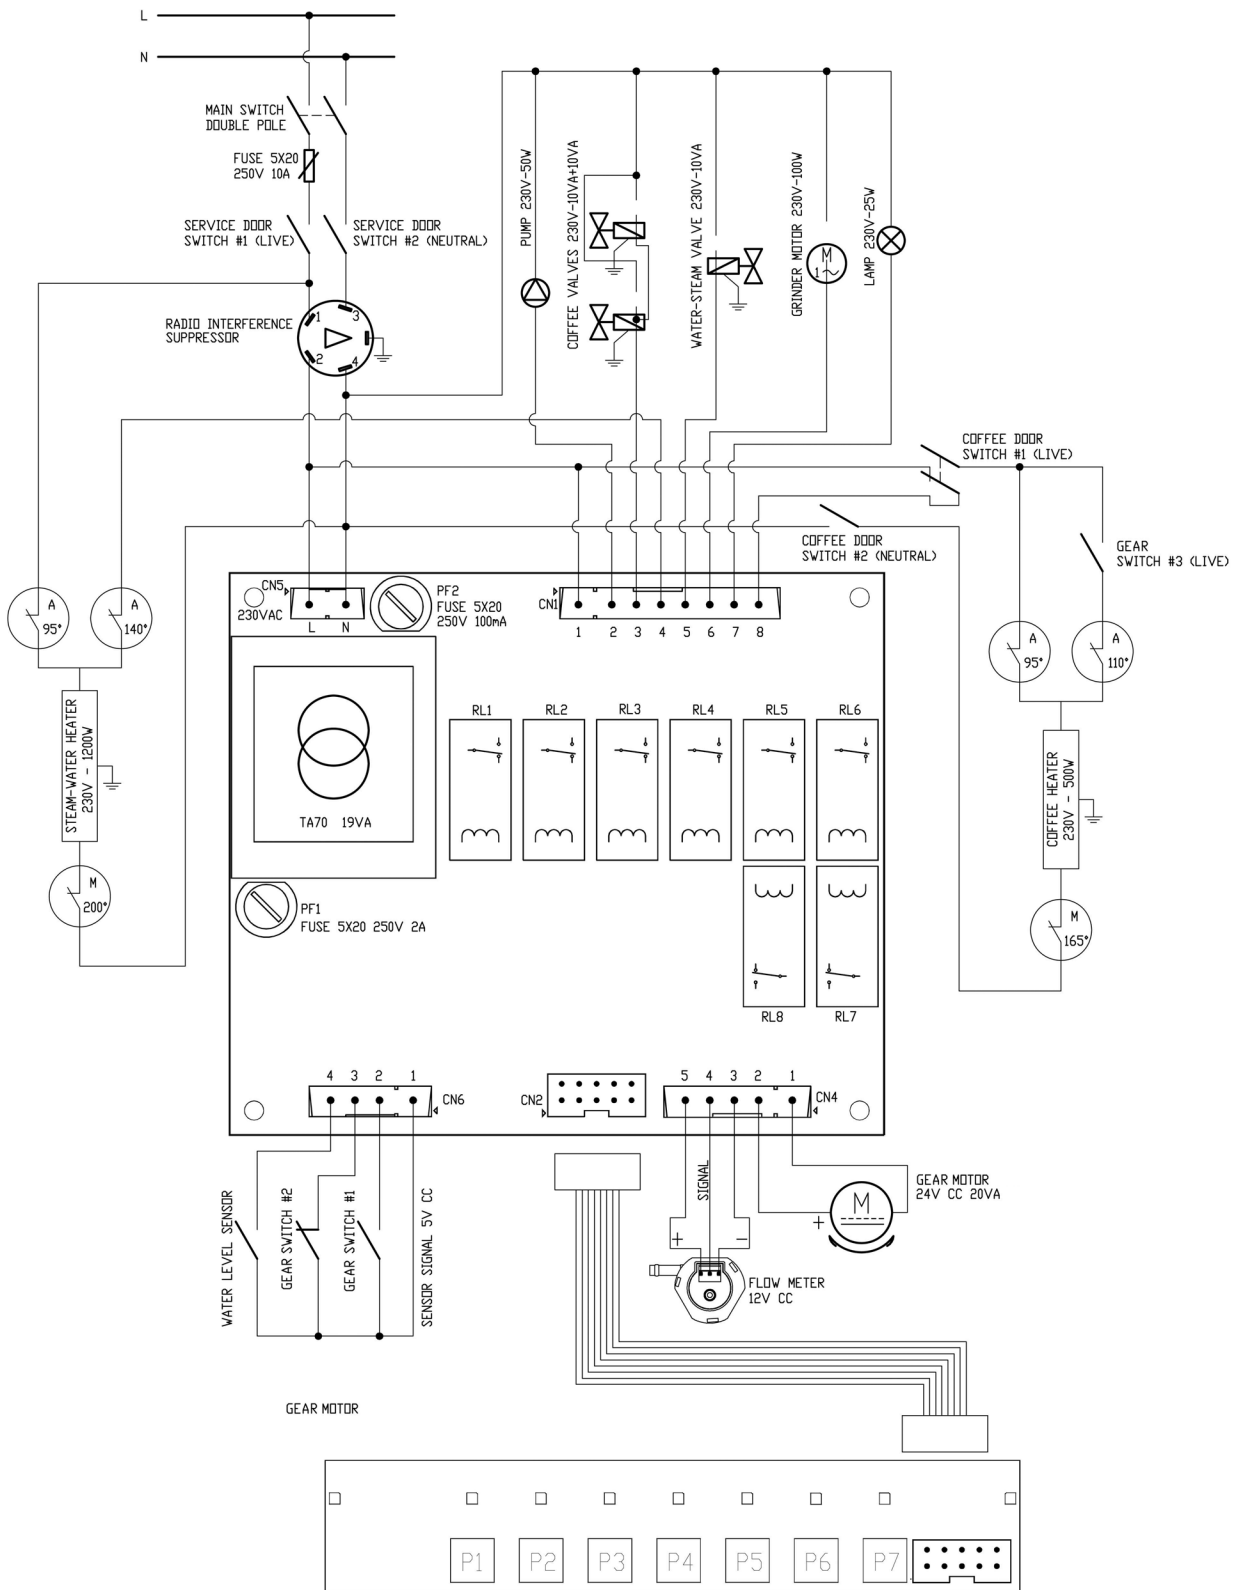 L
N
MAIN SWITCH
DOUBLE POLE
FUSE 5X20
250V 10A
SERVICE DOOR
SWITCH #1 (LIVE)
SERVICE DOOR
SWITCH #2 (NEUTRAL)
PUMP 230V-50W
COFFEE VALVES 230V-10VA+10VA
WATER-STEAM VALVE 230V-10VA
GRINDER MOTOR 230V-100W
M
1~
LAMP 230V-25W
RADIO INTERFERENCE
SUPPRESSOR
1
3
2
4
COFFEE DOOR
SWITCH #1 (LIVE)
COFFEE DOOR
SWITCH #2 (NEUTRAL)
GEAR
SWITCH #3 (LIVE)
A
95°
A
140°
CN5
230VAC
L N
PF2
FUSE 5X20
250V 100mA
CN1
1 2 3 4 5 6 7 8
A
95°
A
110°
STEAM-WATER HEATER
230V - 1200W
M
200°
TA70 19VA
RL1 RL2 RL3 RL4 RL5 RL6
COFFEE HEATER
230V - 500W
M
165°
PF1
FUSE 5X20 250V 2A
RL8 RL7
4 3 2 1
CN6
CN2
5 4 3 2 1
CN4
WATER LEVEL SENSOR
GEAR SWITCH #2
GEAR SWITCH #1
SENSOR SIGNAL 5V CC
SIGNAL
+ -
FLOW METER
12V CC
M
+
GEAR MOTOR
24V CC 20VA
GEAR MOTOR
P1 P2 P3 P4 P5 P6 P7